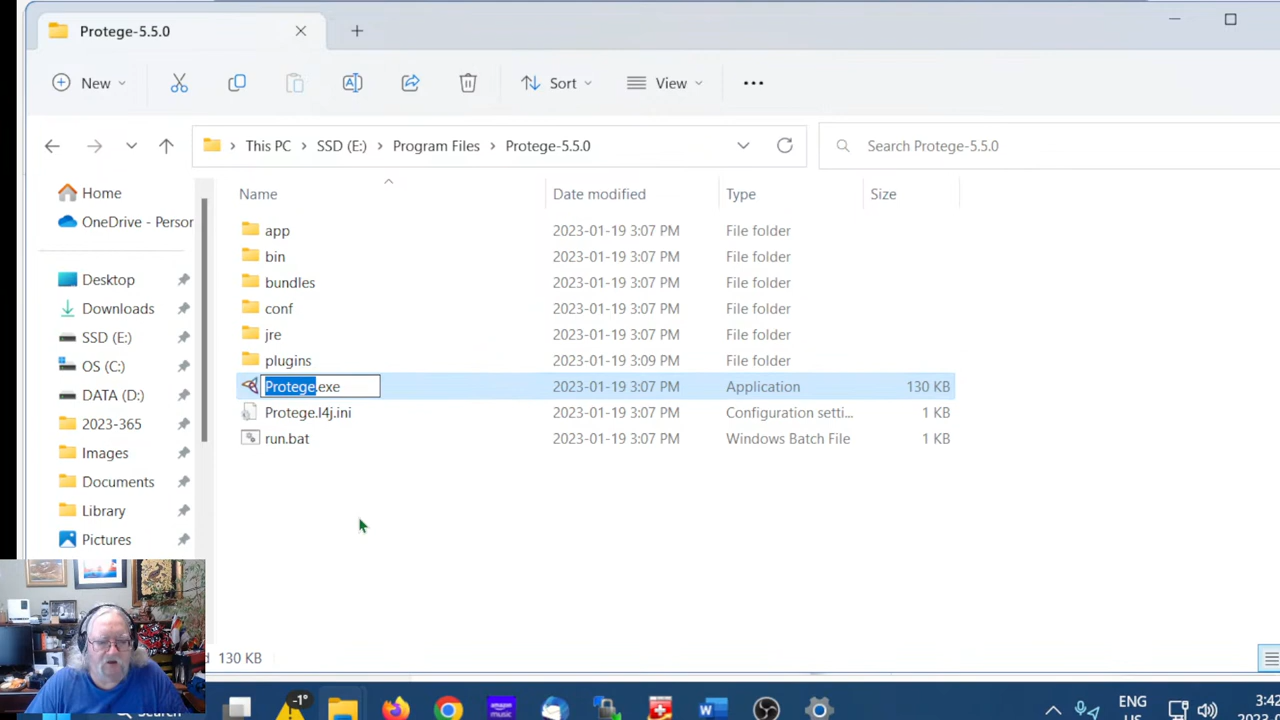 Protege-5.5.0
New
Sort
View
This PC > SSD (E:) > Program Files > Protege-5.5.0
Search Protege-5.5.0
Name Date modified Type Size
Home
OneDrive - Persor
Desktop
Downloads
SSD (E:)
OS (C:)
DATA (D:)
2023-365
Images
Documents
Library
Pictures
app 2023-01-19 3:07 PM File folder
bin 2023-01-19 3:07 PM File folder
bundles 2023-01-19 3:07 PM File folder
conf 2023-01-19 3:07 PM File folder
jre 2023-01-19 3:07 PM File folder
plugins 2023-01-19 3:09 PM File folder
Protege.exe 2023-01-19 3:07 PM Application 130 KB
Protege.l4j.ini 2023-01-19 3:07 PM Configuration setti... 1 KB
run.bat 2023-01-19 3:07 PM Windows Batch File 1 KB
d 130 KB
Search
-1°
music
W
ENG
US
3:42